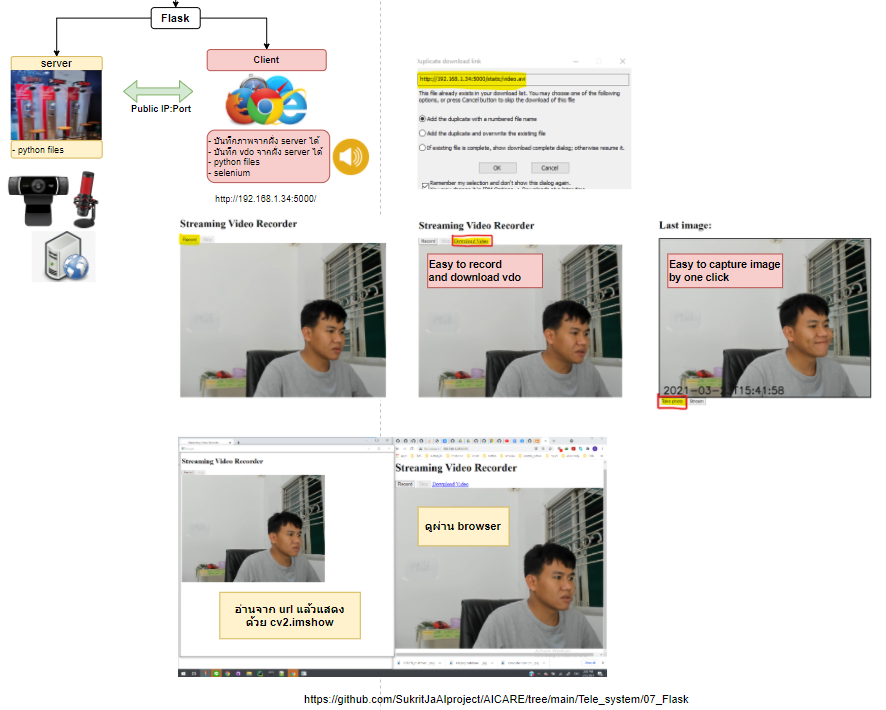 Flask
server
- python files
Public IP:Port
Client
- บันทึกภาพจากฝั่ง server ได้
- บันทึก vdo จากฝั่ง server ได้
- python files
- selenium
http://192.168.1.34:5000/
uplicate download link
http://192.168.1.34:5000/static/video.avi
This file already exists in your download list. You may choose one of the following
options, or press Cancel button to skip the download of this file
Add the duplicate with a numbered file name
Add the duplicate and overwrite the existing file
If existing file is complete, show download complete dialog; otherwise resume it.
OK
Cancel
Remember my selection and don't show this dialog again.
Streaming Video Recorder
Record
Streaming Video Recorder
Record
Download Video
Easy to record
and download vdo
Last image:
Easy to capture image
by one click
15:41:58
Take photo
Streaming Video Recorder
อ่านจาก url แล้วแสดง
ด้วย cv2.imshow
Streaming Video Recorder
Record
Download Video
ดูผ่าน browser
https://github.com/SukritJaAIproject/AICARE/tree/main/Tele_system/07_Flask